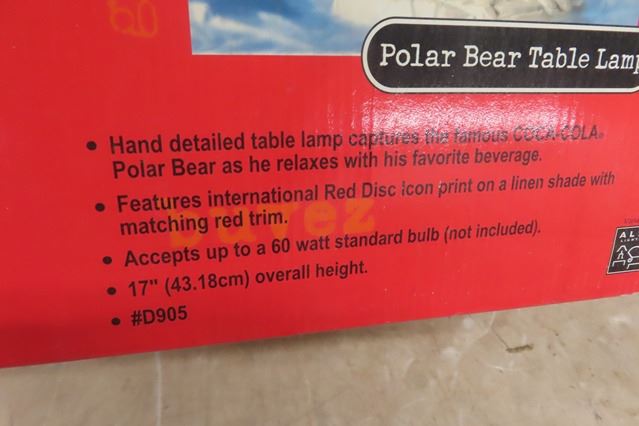 60
Polar Bear Table Lamp
• Hand detailed table lamp captures the famous COCA-COLA®
Polar Bear as he relaxes with his favorite beverage.
• Features international Red Disc Icon print on a linen shade with
matching red trim.
• Accepts up to a 60 watt standard bulb (not included).
• 17" (43.18cm) overall height.
• #D905